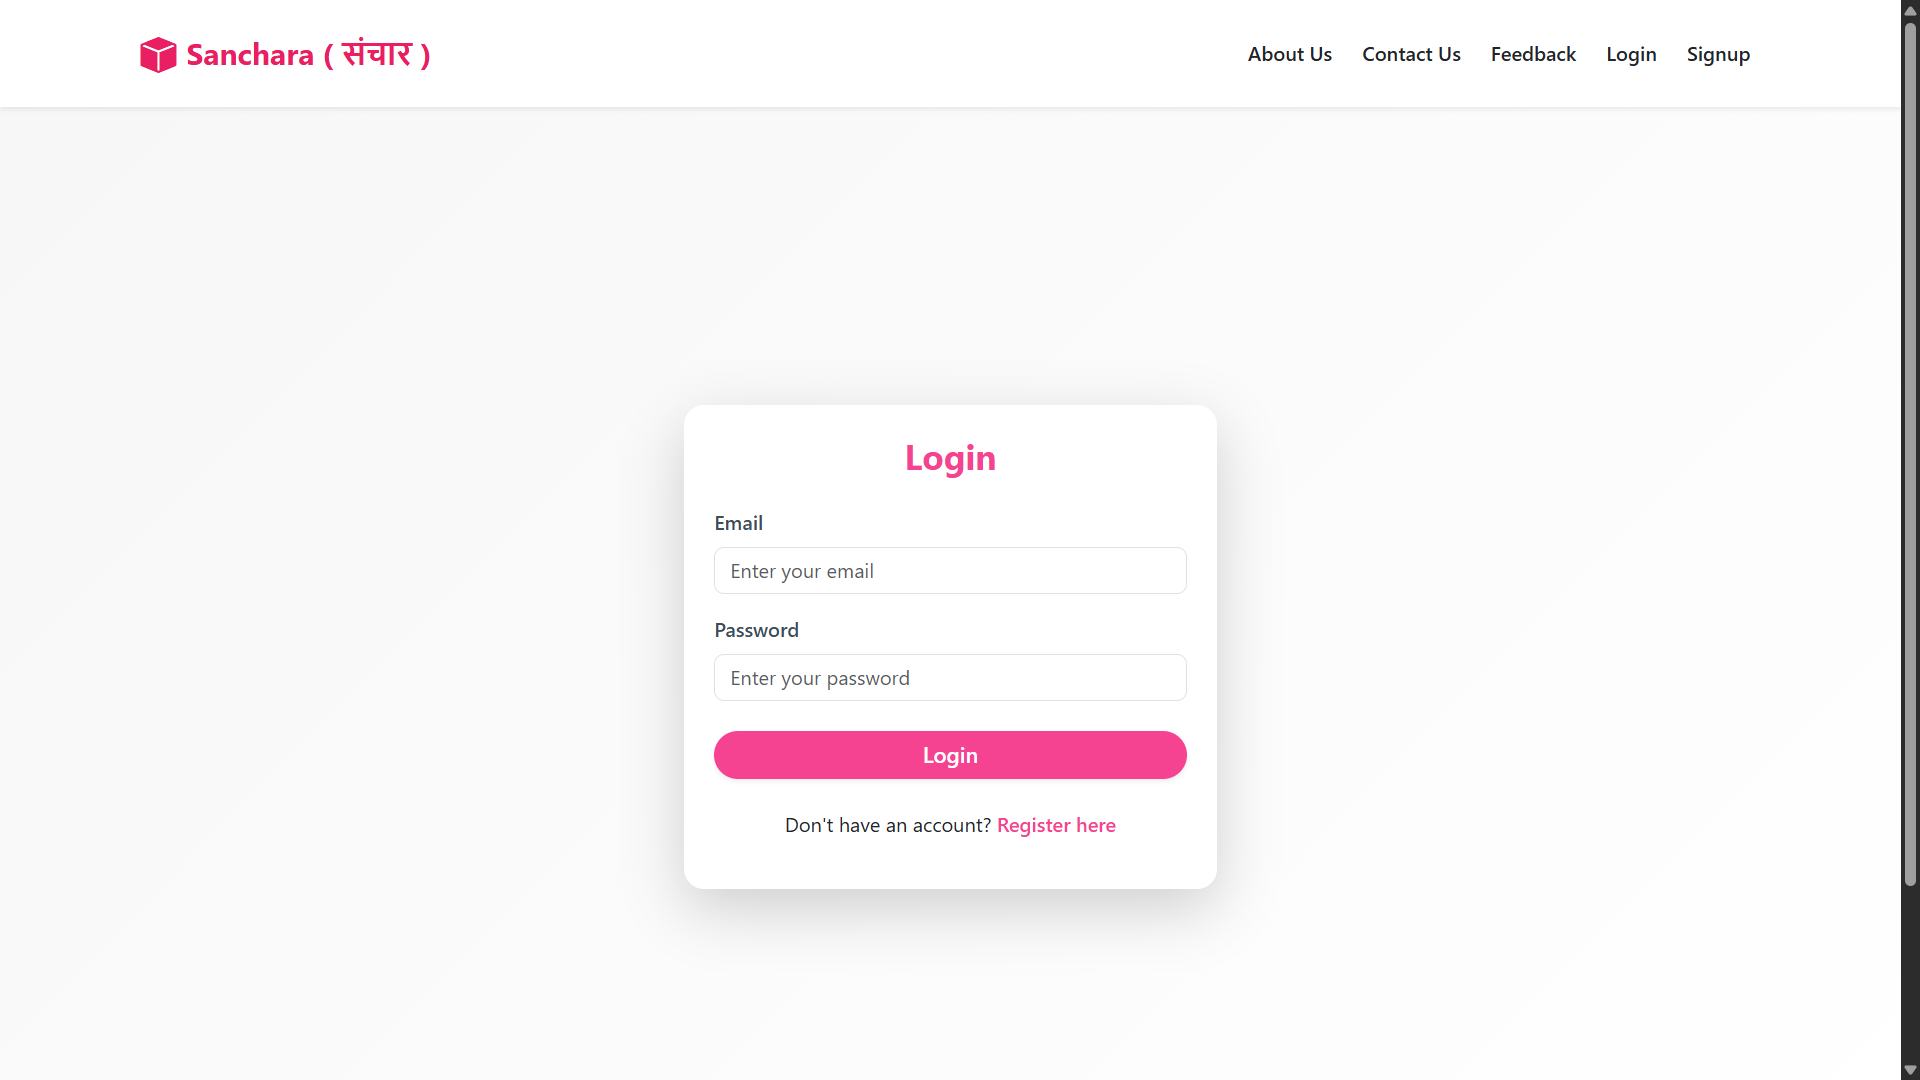 Sanchara ( संचार )
About Us
Contact Us
Feedback
Login
Signup
Login
Email
Enter your email
Password
Enter your password
Login
Don't have an account? Register here